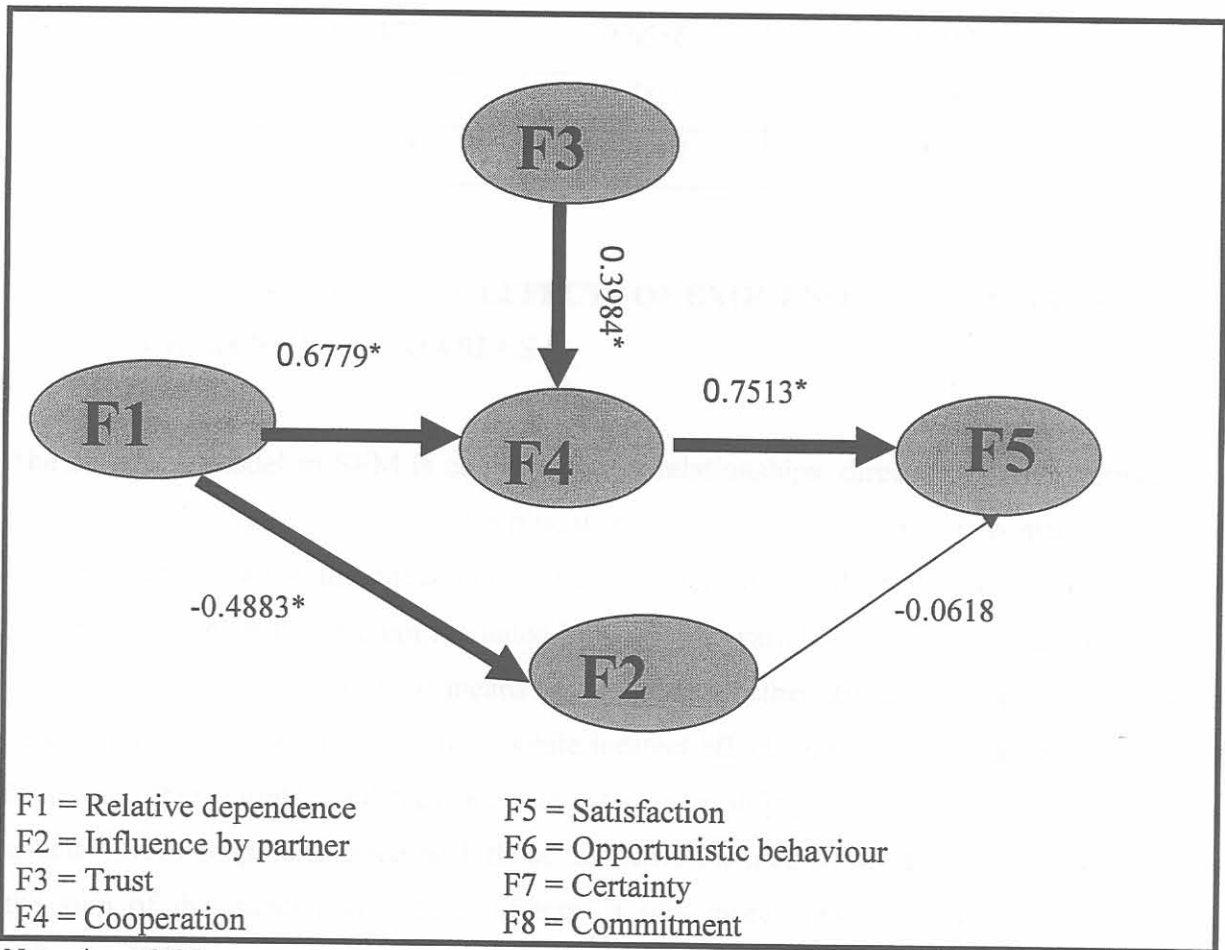 F3
0.3984*
0.6779*
0.7513*
F1
F4
F5
-0.4883*
-0.0618
F2
F1 = Relative dependence
F2 = Influence by partner
F3 = Trust
F4 = Cooperation
F5 = Satisfaction
F6 = Opportunistic behaviour
F7 = Certainty
F8 = Commitment